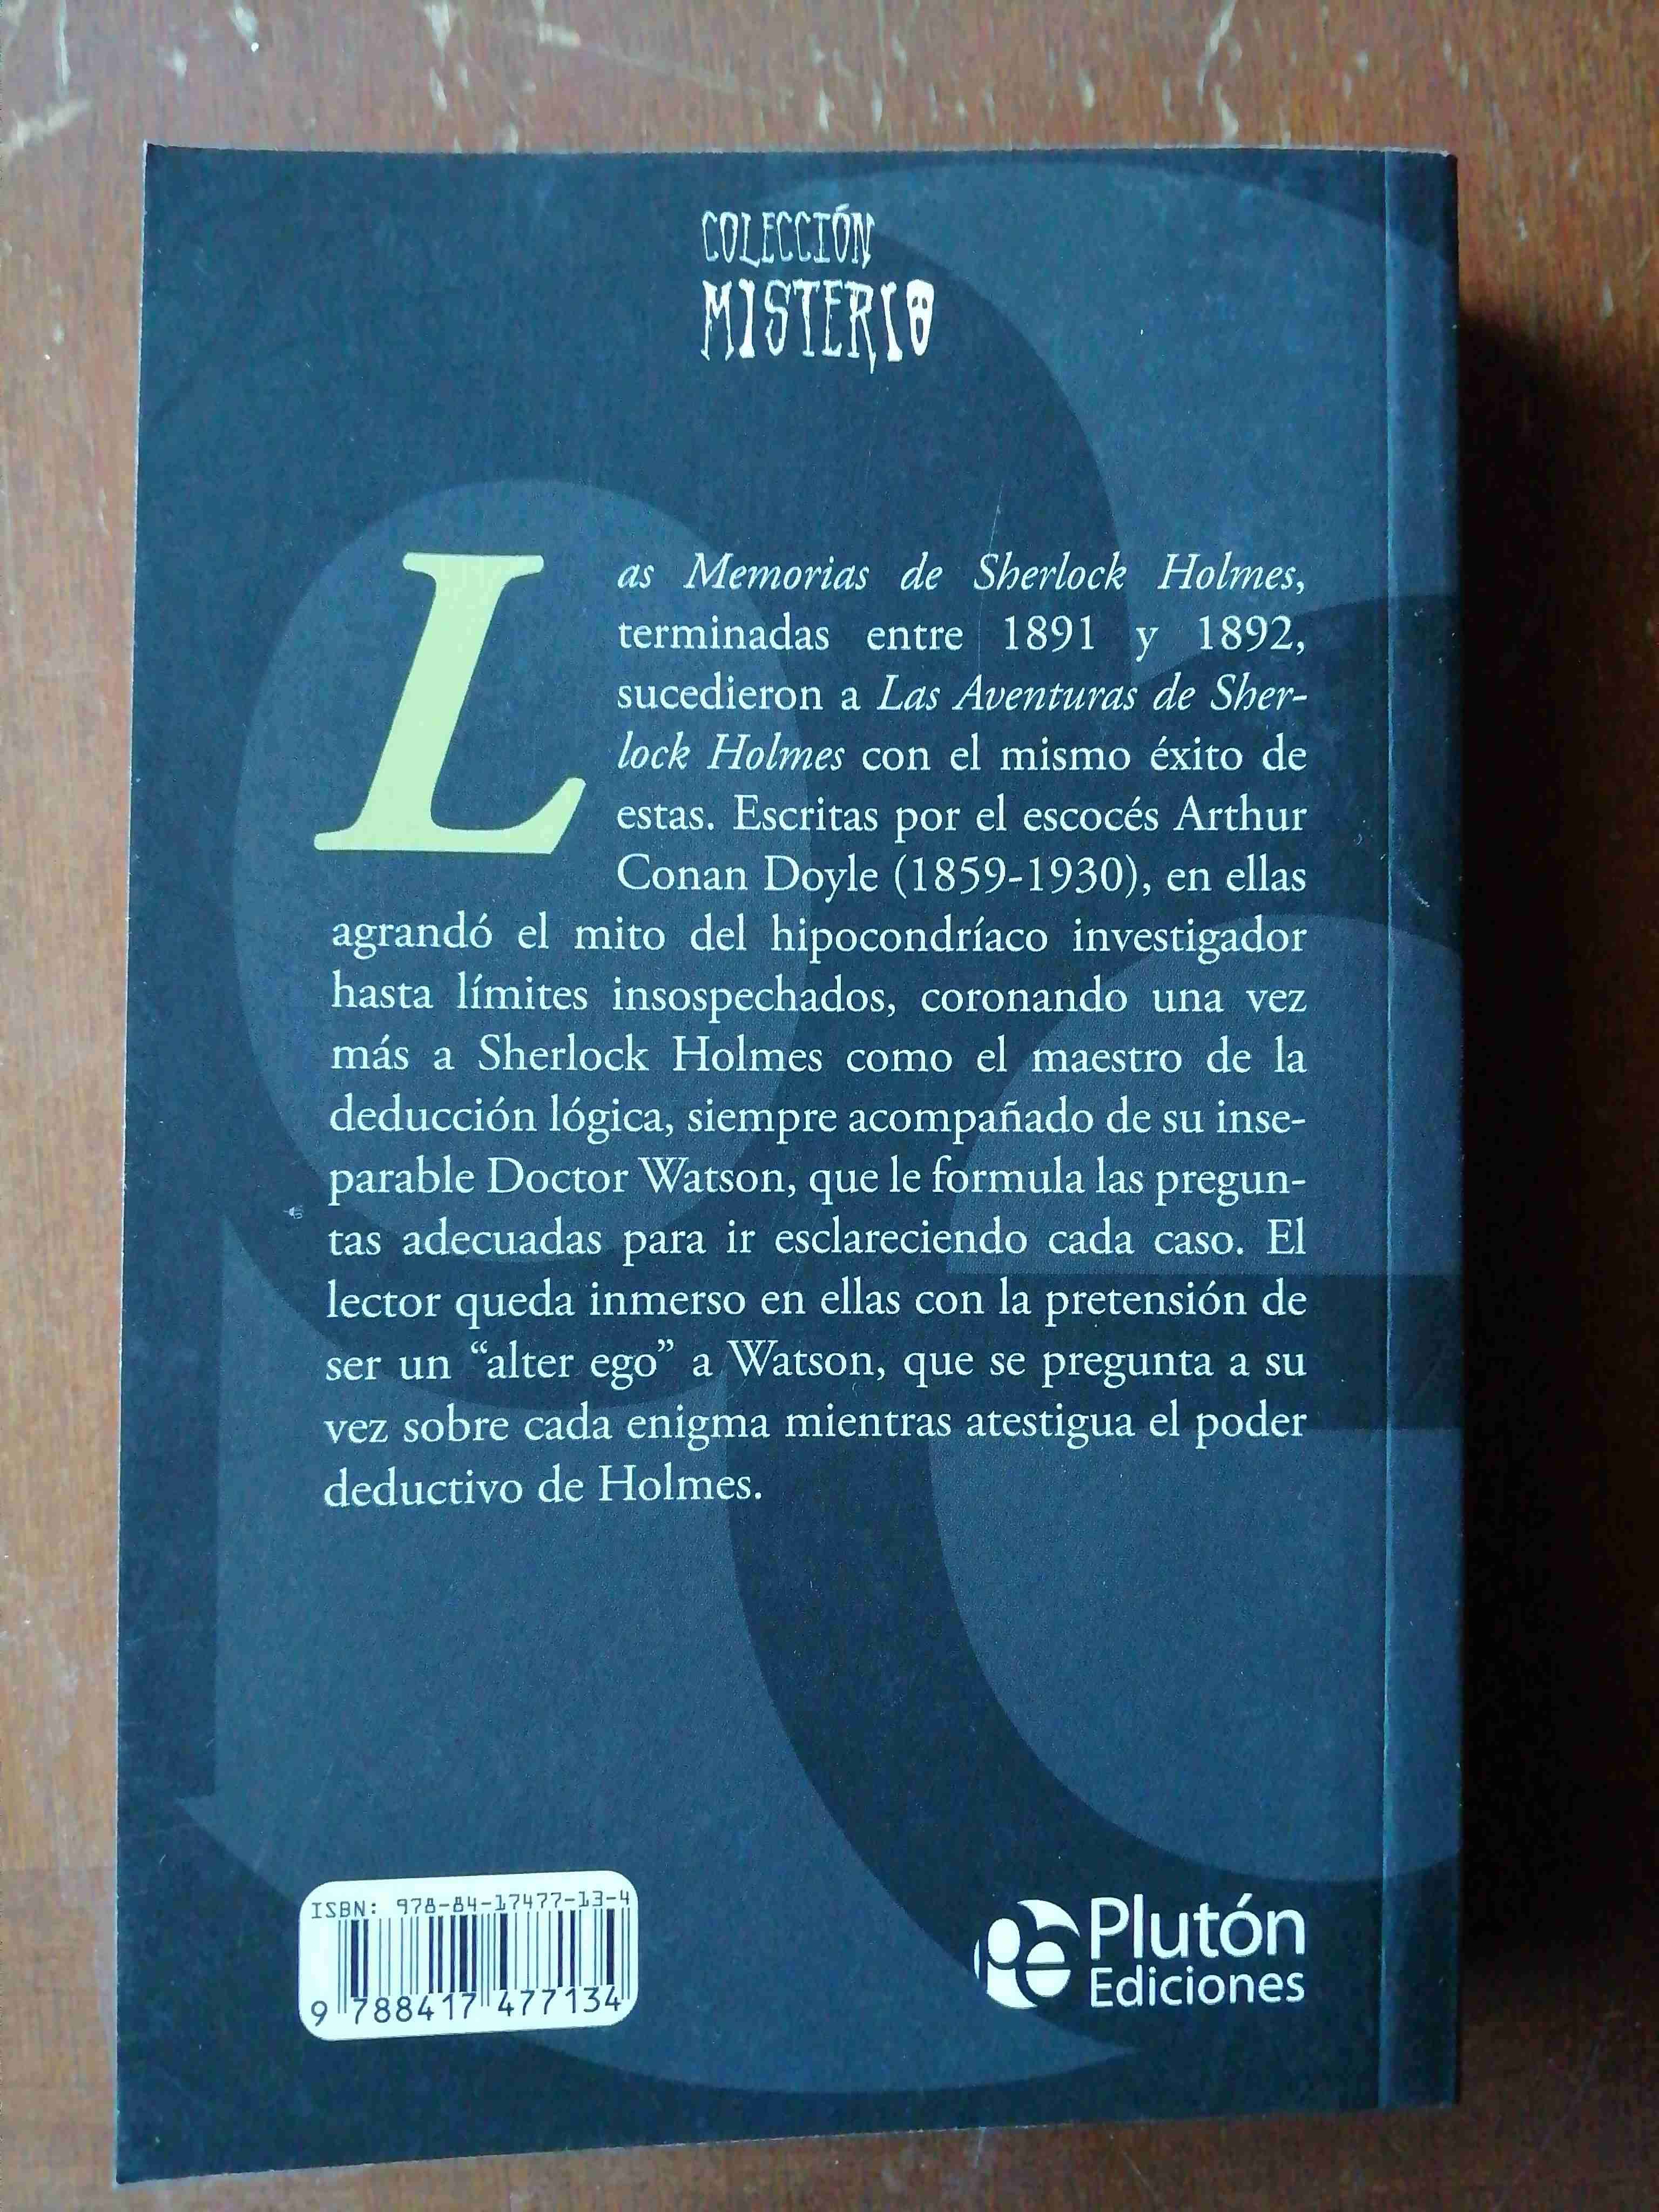 COLECCIÓN
MISTERIO
Las Memorias de Sherlock Holmes,
terminadas entre 1891 y 1892,
sucedieron a Las Aventuras de Sher-
lock Holmes con el mismo éxito de
estas. Escritas por el escocés Arthur
Conan Doyle (1859-1930), en ellas
agrandó el mito del hipocondríaco investigador
hasta límites insospechados, coronando una vez
más a Sherlock Holmes como el maestro de la
deducción lógica, siempre acompañado de su inse-
parable Doctor Watson, que le formula las pregun-
tas adecuadas para ir esclareciendo cada caso. El
lector queda inmerso en ellas con la pretensión de
ser un “alter ego” a Watson, que se pregunta a su
vez sobre cada enigma mientras atestigua el poder
deductivo de Holmes.
ISBN: 978-84-17477-13-4
9 788417 477134
pe Plutón
Ediciones